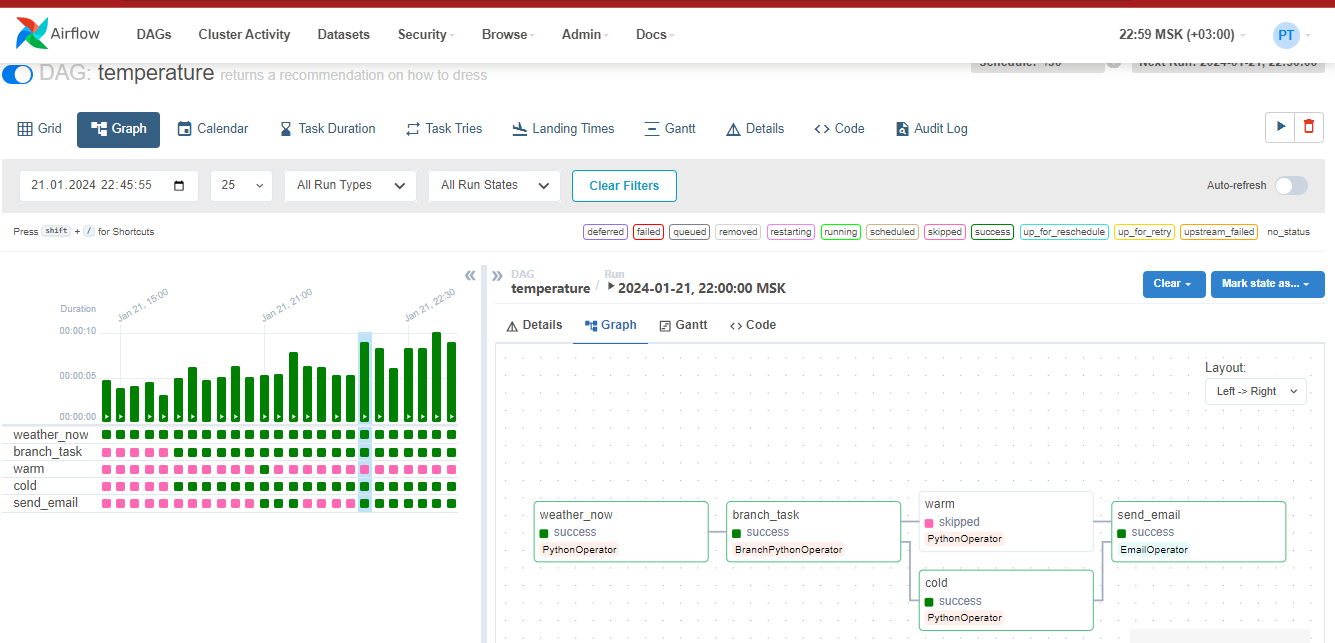 Airflow DAGs Cluster Activity Datasets Security Browse Admin Docs 22:59 MSK (+03:00) PT
DAG: temperature returns a recommendation on how to dress Schedule: */30 Next Run: 2024-01-21, 22:30:00
Grid Graph Calendar Task Duration Task Tries Landing Times Gantt Details Code Audit Log
21.01.2024 22:45:55 25 All Run Types All Run States Clear Filters Auto-refresh
Press shift + / for Shortcuts deferred failed queued removed restarting running scheduled skipped success up_for_reschedule up_for_retry upstream_failed no_status
Duration
00:00:10
00:00:05
00:00:00
Jan 21, 15:00 Jan 21, 21:00 Jan 21, 22:30
weather_now
branch_task
warm
cold
send_email
DAG Run
temperature / 2024-01-21, 22:00:00 MSK Clear Mark state as...
Details Graph Gantt Code
Layout:
Left -> Right
weather_now
success
PythonOperator
branch_task
success
BranchPythonOperator
warm
skipped
PythonOperator
cold
success
PythonOperator
send_email
success
EmailOperator